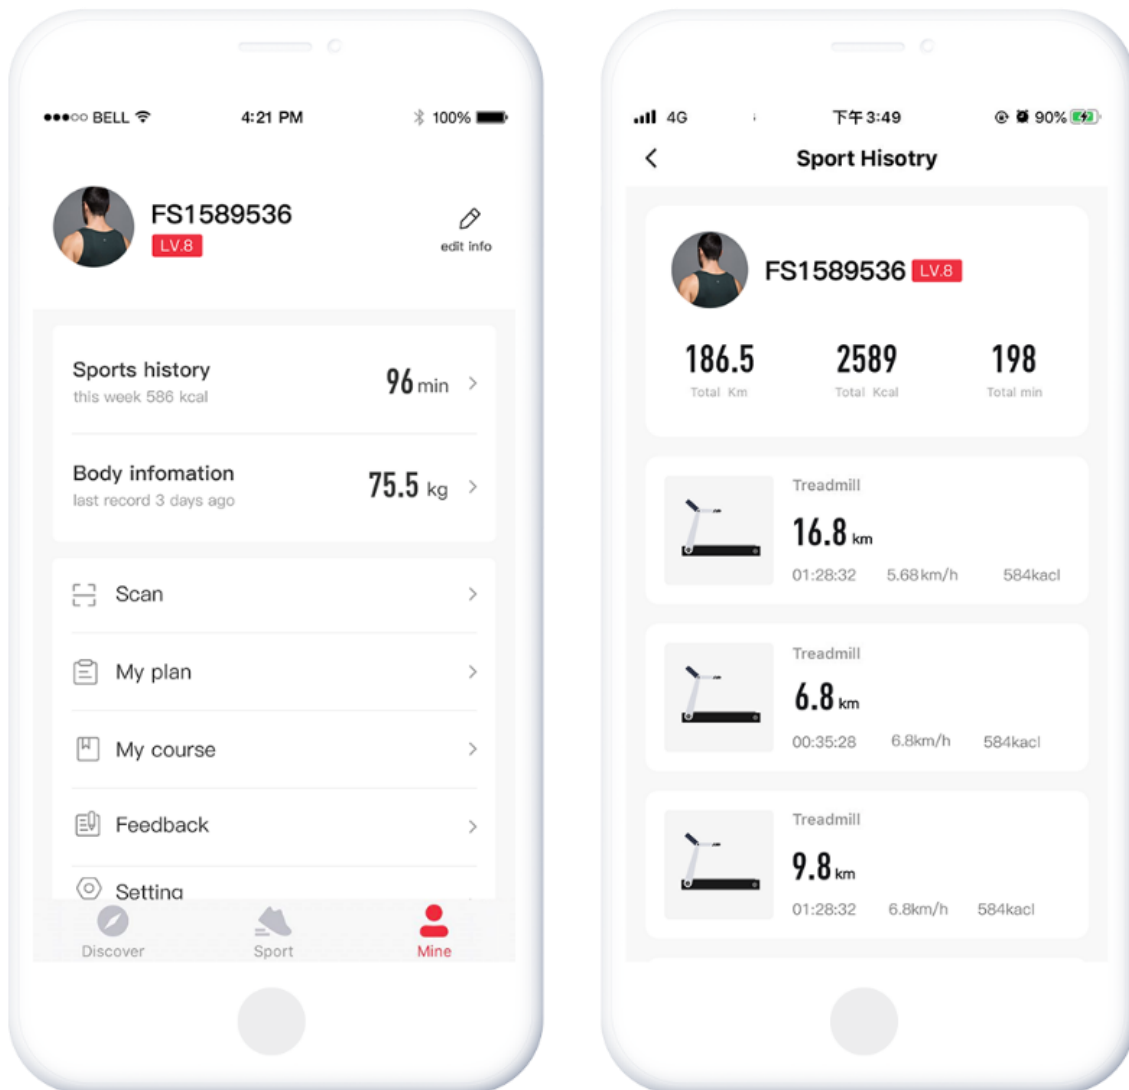 BELL 4:21 PM 100%
FS1589536
LV.8
edit info
Sports history
this week 586 kcal
96 min
Body infomation
last record 3 days ago
75.5 kg
Scan
My plan
My course
Feedback
Setting
Discover Sport Mine
4G 下午3:49 90%
Sport Hisotry
FS1589536 LV.8
186.5 2589 198
Total Km Total Kcal Total min
Treadmill
16.8 km
01:28:32 5.68km/h 584kacl
Treadmill
6.8 km
00:35:28 6.8km/h 584kacl
Treadmill
9.8 km
01:28:32 6.8km/h 584kacl